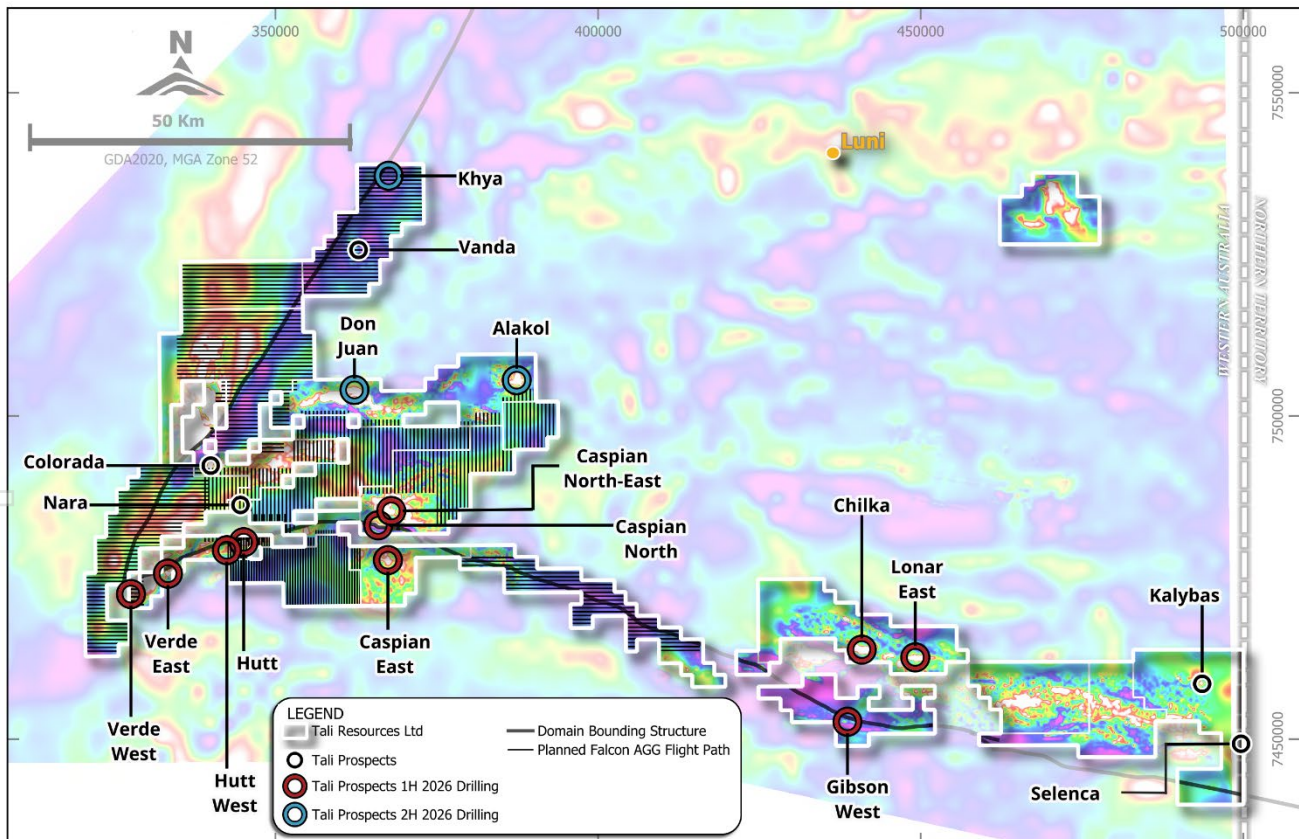 350000
400000
450000
500000
N
50 Km
GDA2020, MGA Zone 52
7550000
Luni
Khya
WESTERN AUSTRALIA
NORTHERN TERRITORY
Vanda
Don
Juan
Alakol
7500000
Colorada
Caspian
North-East
Nara
Chilka
Caspian
North
Lonar
East
Kalybas
Verde
East
Hutt
Caspian
East
Verde
West
Hutt
West
Gibson
West
Selenca
7450000
LEGEND
Tali Resources Ltd
Domain Bounding Structure
Planned Falcon AGG Flight Path
Tali Prospects
Tali Prospects 1H 2026 Drilling
Tali Prospects 2H 2026 Drilling